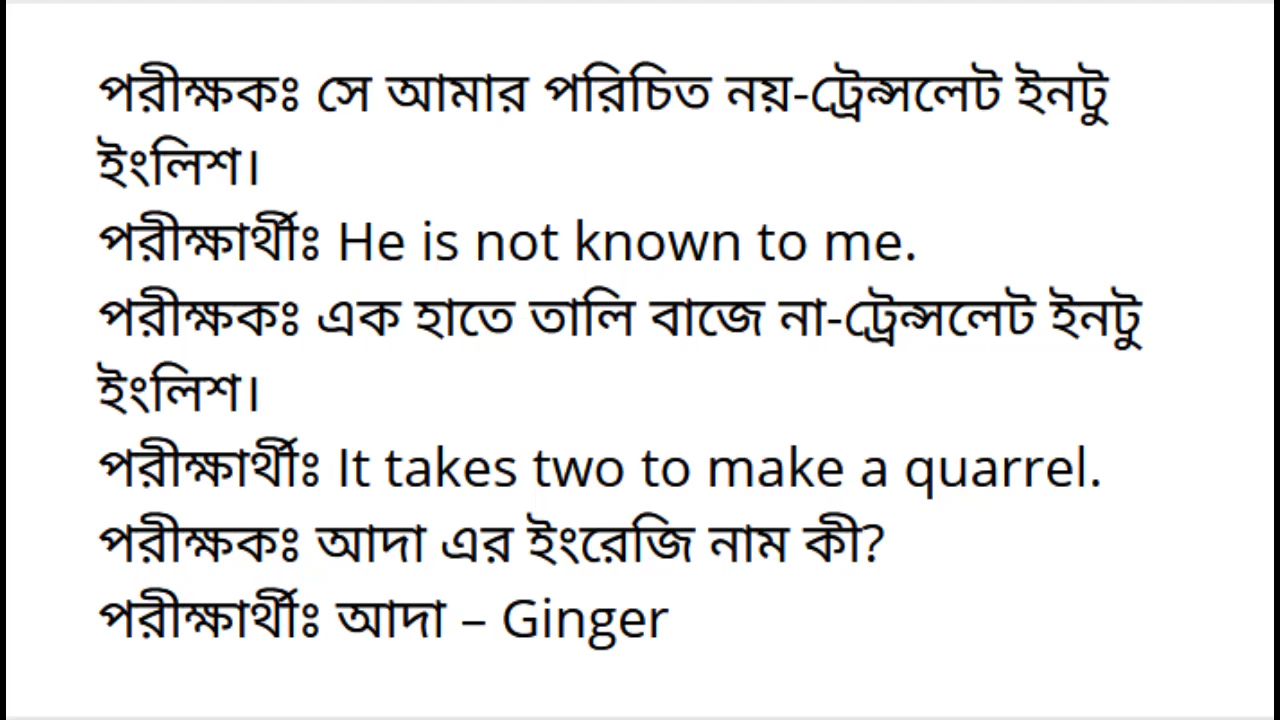 পরীক্ষকঃ সে আমার পরিচিত নয়-ট্রেন্সলেট ইনটু
ইংলিশ।
পরীক্ষার্থীঃ He is not known to me.
পরীক্ষকঃ এক হাতে তালি বাজে না-ট্রেন্সলেট ইনটু
ইংলিশ।
পরীক্ষার্থীঃ It takes two to make a quarrel.
পরীক্ষকঃ আদা এর ইংরেজি নাম কী?
পরীক্ষার্থীঃ আদা – Ginger